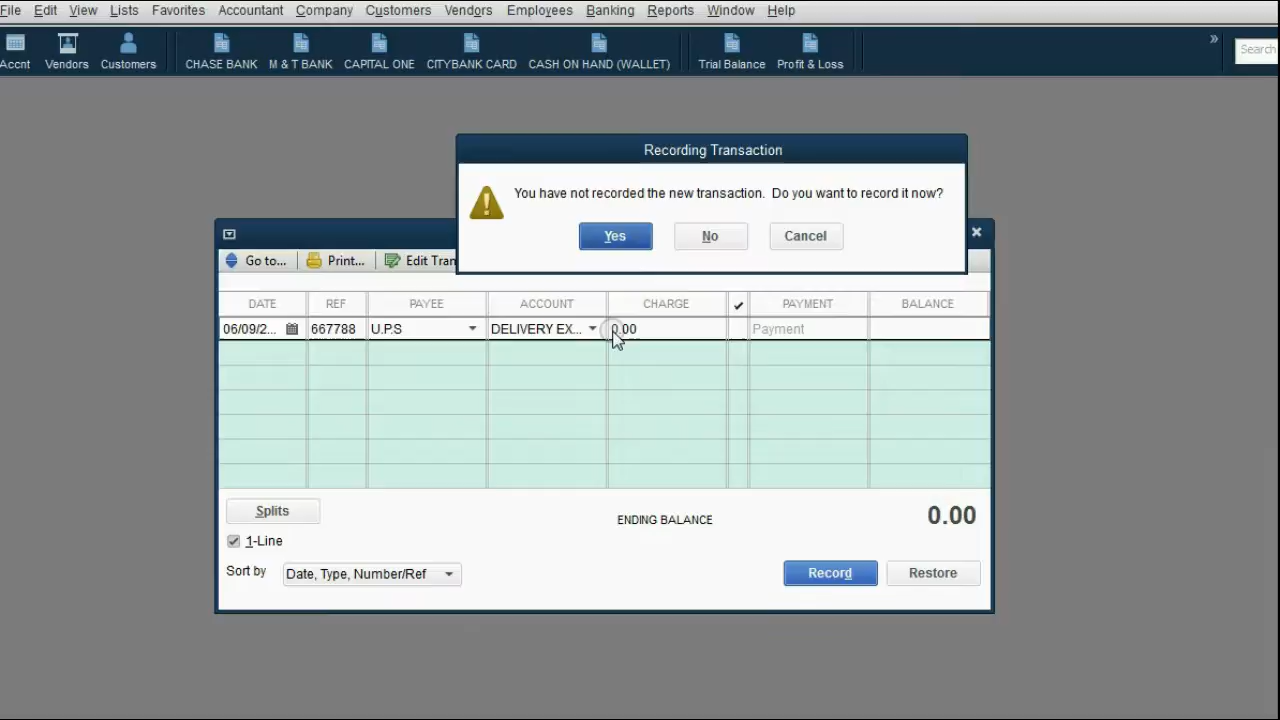 File Edit View Lists Favorites Accountant Company Customers Vendors Employees Banking Reports Window Help
» Search
Accnt Vendors Customers CHASE BANK M & T BANK CAPITAL ONE CITYBANK CARD CASH ON HAND (WALLET) Trial Balance Profit & Loss
Recording Transaction
You have not recorded the new transaction. Do you want to record it now?
Yes No Cancel
Go to... Print... Edit Tran
DATE REF PAYEE ACCOUNT CHARGE ✓ PAYMENT BALANCE
06/09/2... 667788 U.P.S DELIVERY EX... 0.00 Payment
Splits
ENDING BALANCE 0.00
1-Line
Sort by Date, Type, Number/Ref
Record Restore